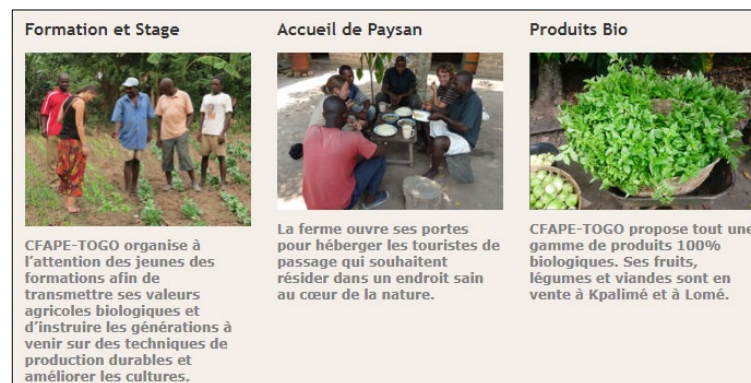 Formation et Stage
CFAPE-TOGO organise à
l'attention des jeunes des
formations afin de
transmettre ses valeurs
agricoles biologiques et
d'instruire les générations à
venir sur des techniques de
production durables et
améliorer les cultures.
Accueil de Paysan
La ferme ouvre ses portes
pour héberger les touristes de
passage qui souhaitent
résider dans un endroit sain
au cœur de la nature.
Produits Bio
CFAPE-TOGO propose tout une
gamme de produits 100%
biologiques. Ses fruits,
légumes et viandes sont en
vente à Kpalimé et à Lomé.